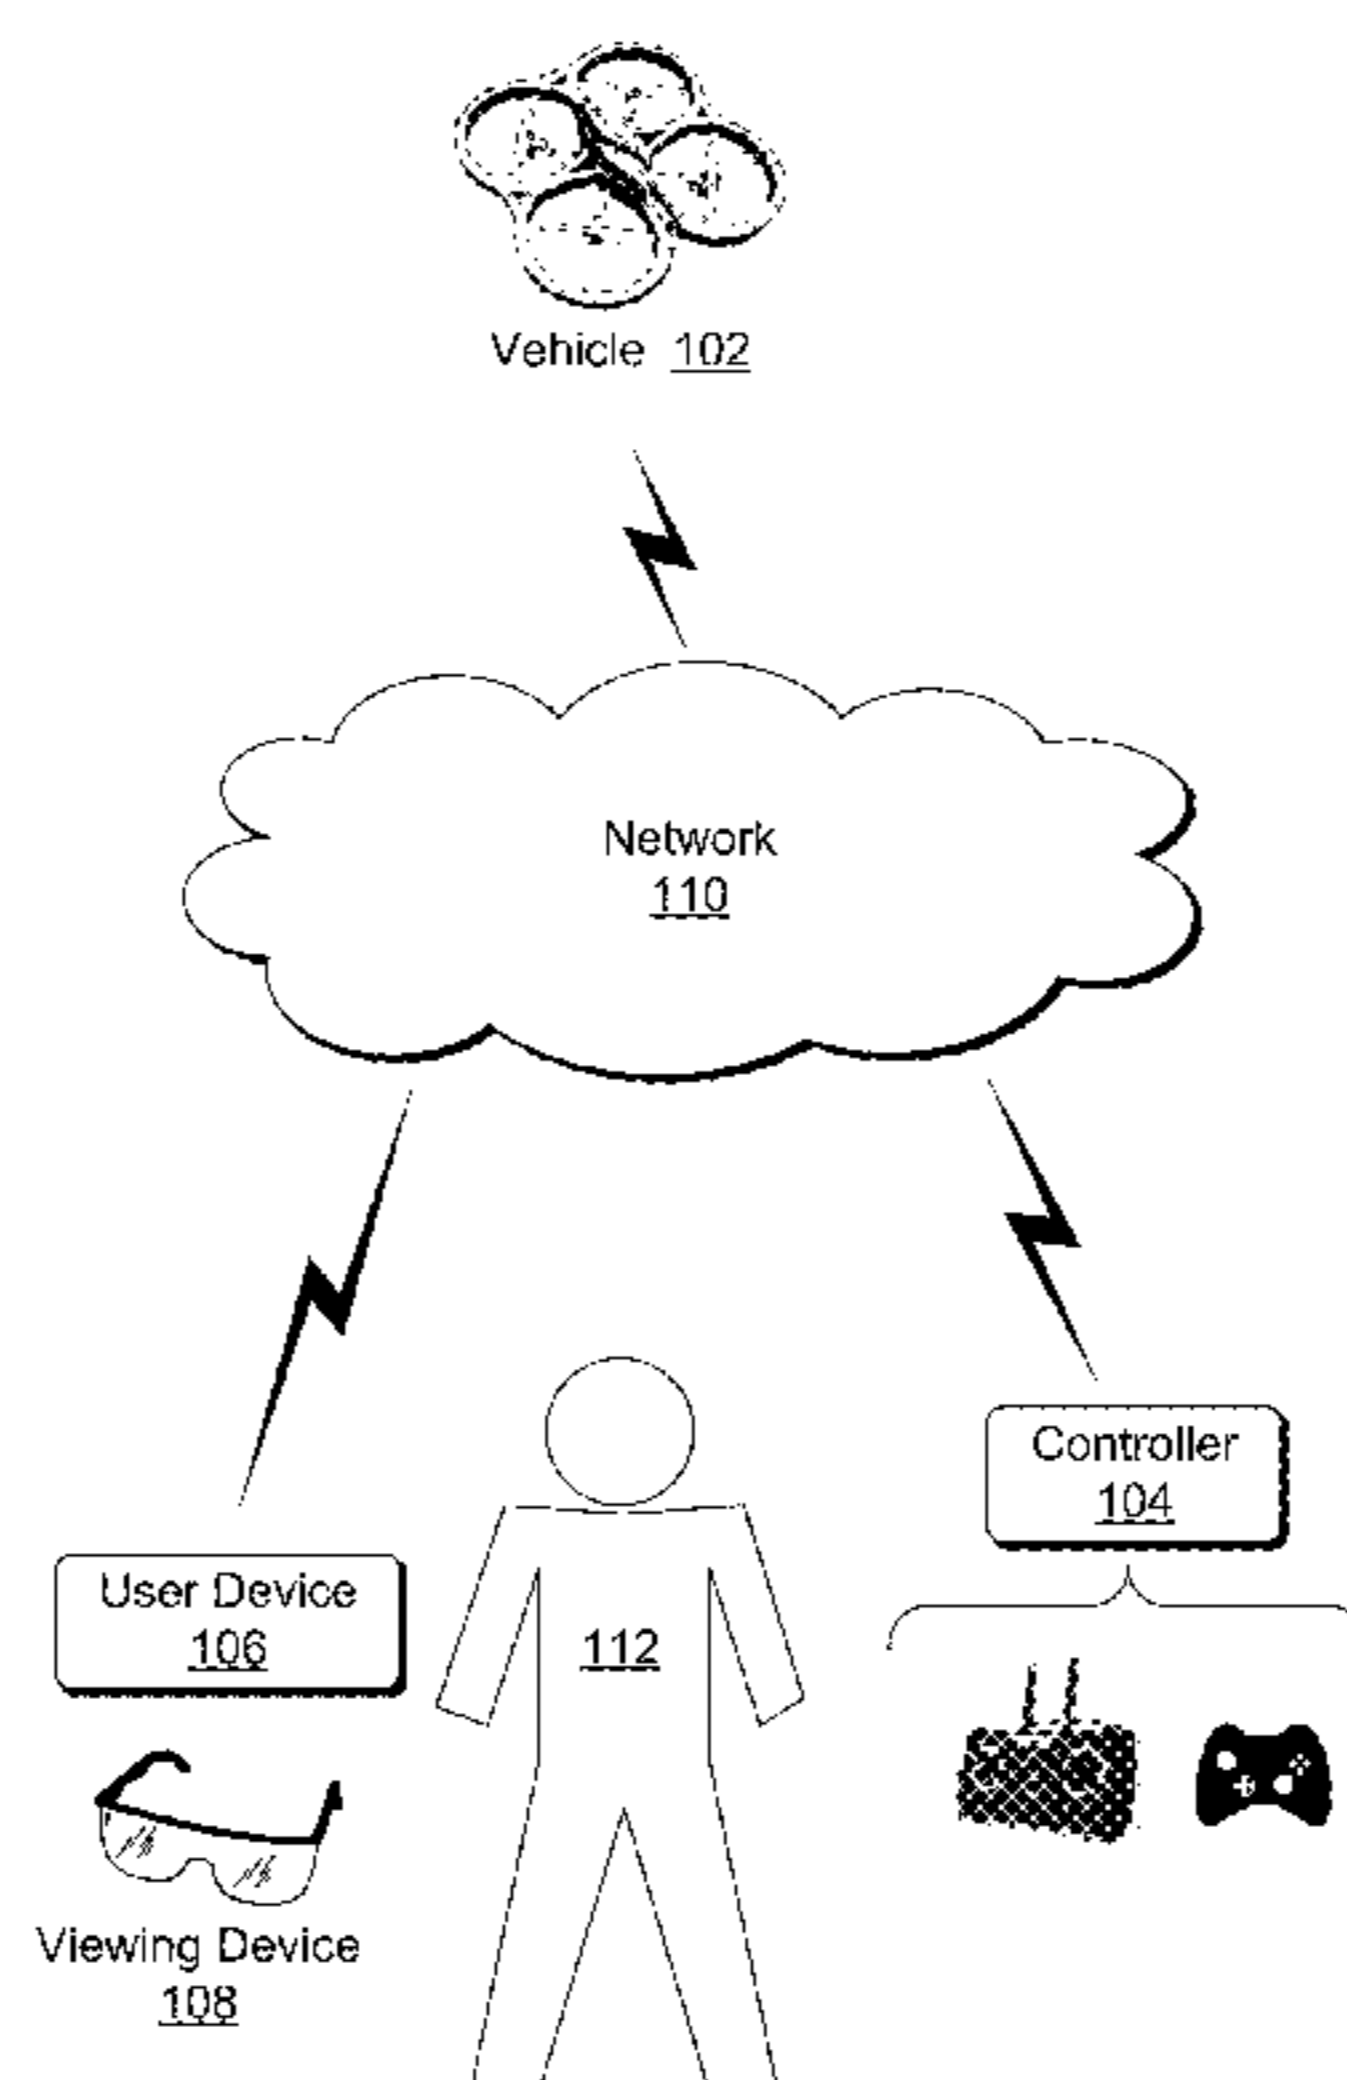 Vehicle 102
Network
110
Controller
104
User Device
106
112
Viewing Device
108